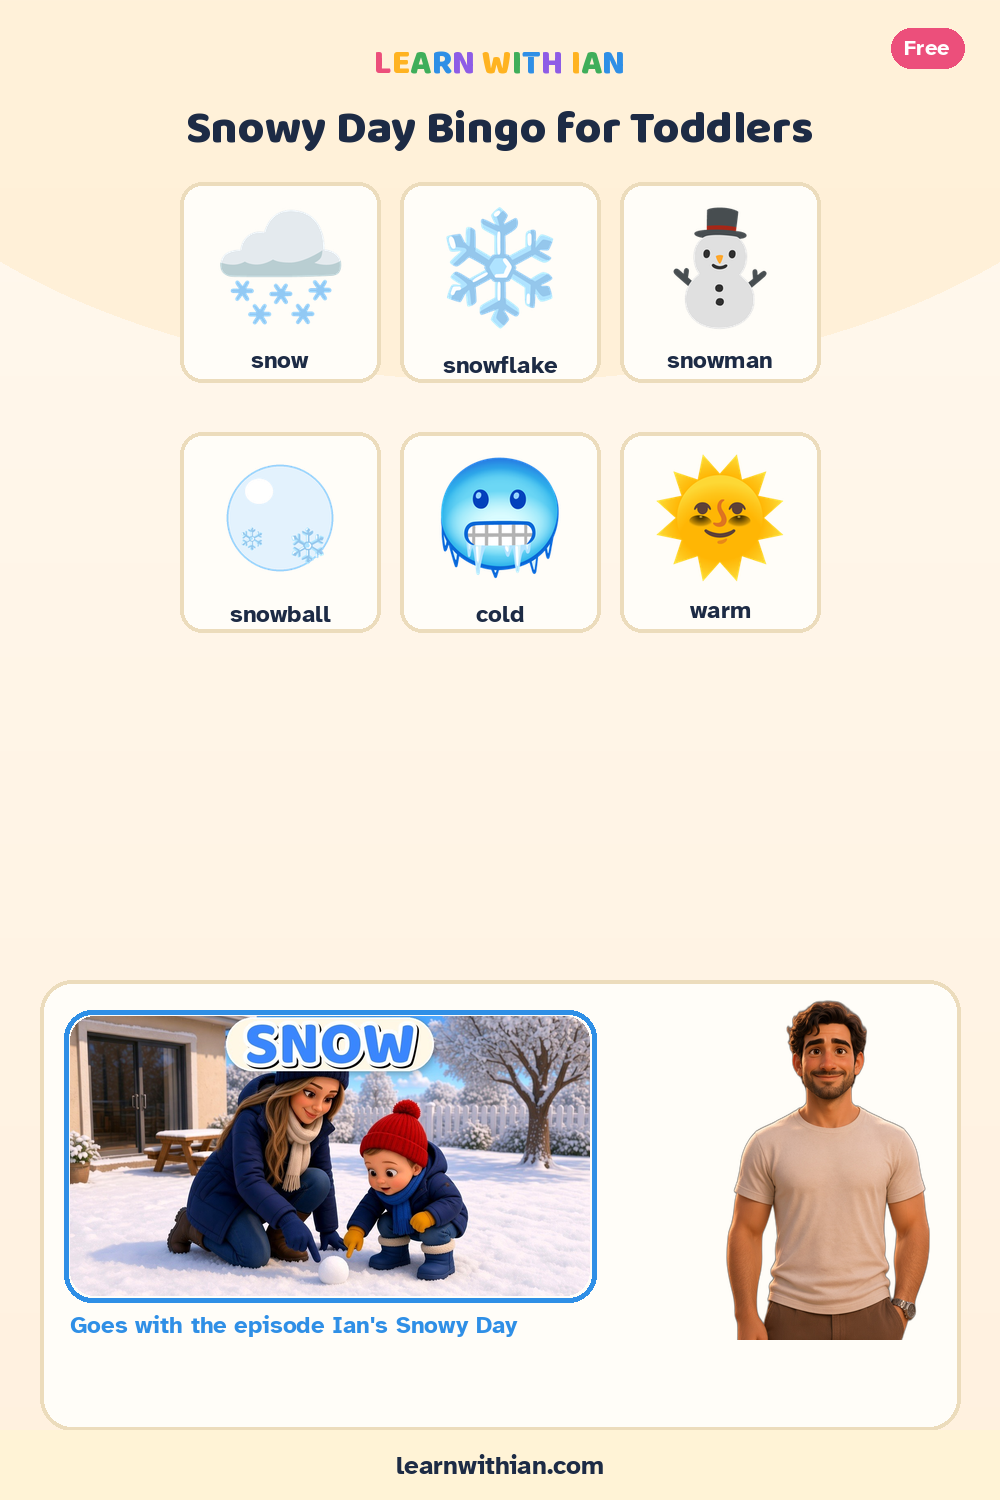 LEARN WITH IAN
Free
Snowy Day Bingo for Toddlers
snow
snowflake
snowman
snowball
cold
warm
SNOW
Goes with the episode Ian's Snowy Day
learnwithian.com